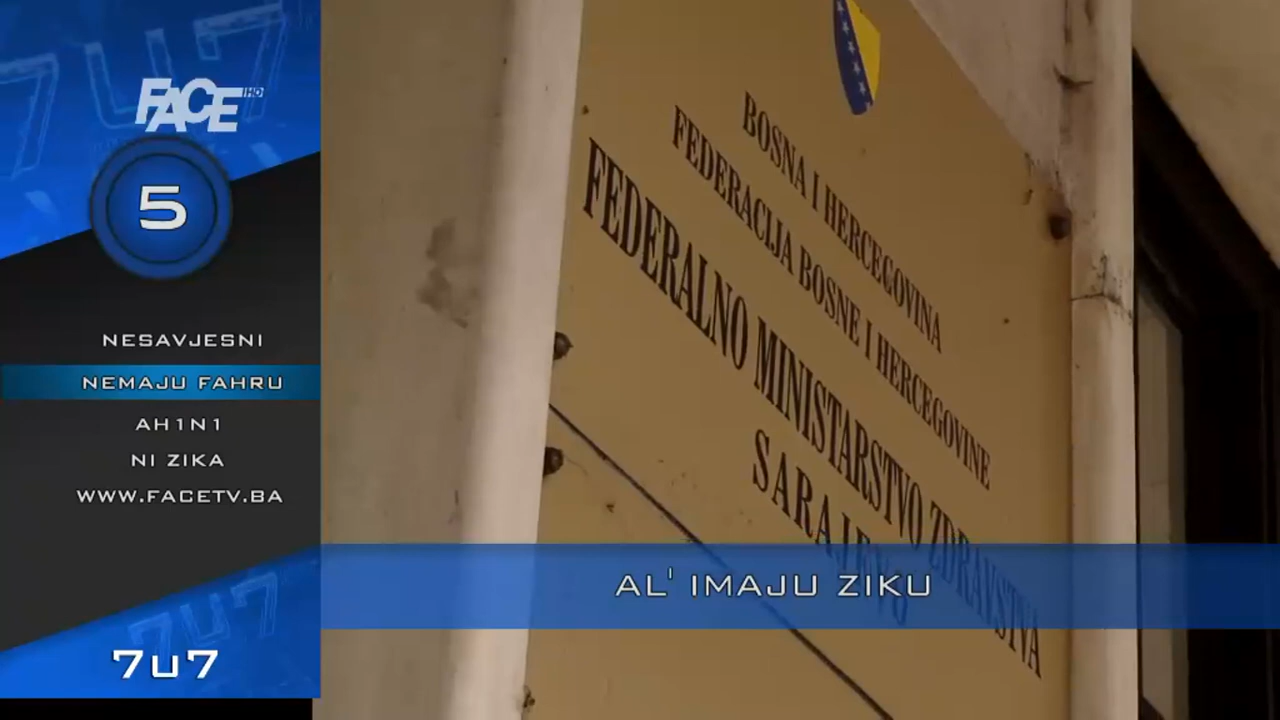 FACE HD
5
NESAVJESNI
NEMAJU FAHRU
AH1N1
NI ZIKA
WWW.FACETV.BA
7u7
BOSNA I HERCEGOVINA
FEDERACIJA BOSNE I HERCEGOVINE
FEDERALNO MINISTARSTVO ZDRAVSTVA
SARAJEVO
AL' IMAJU ZIKU